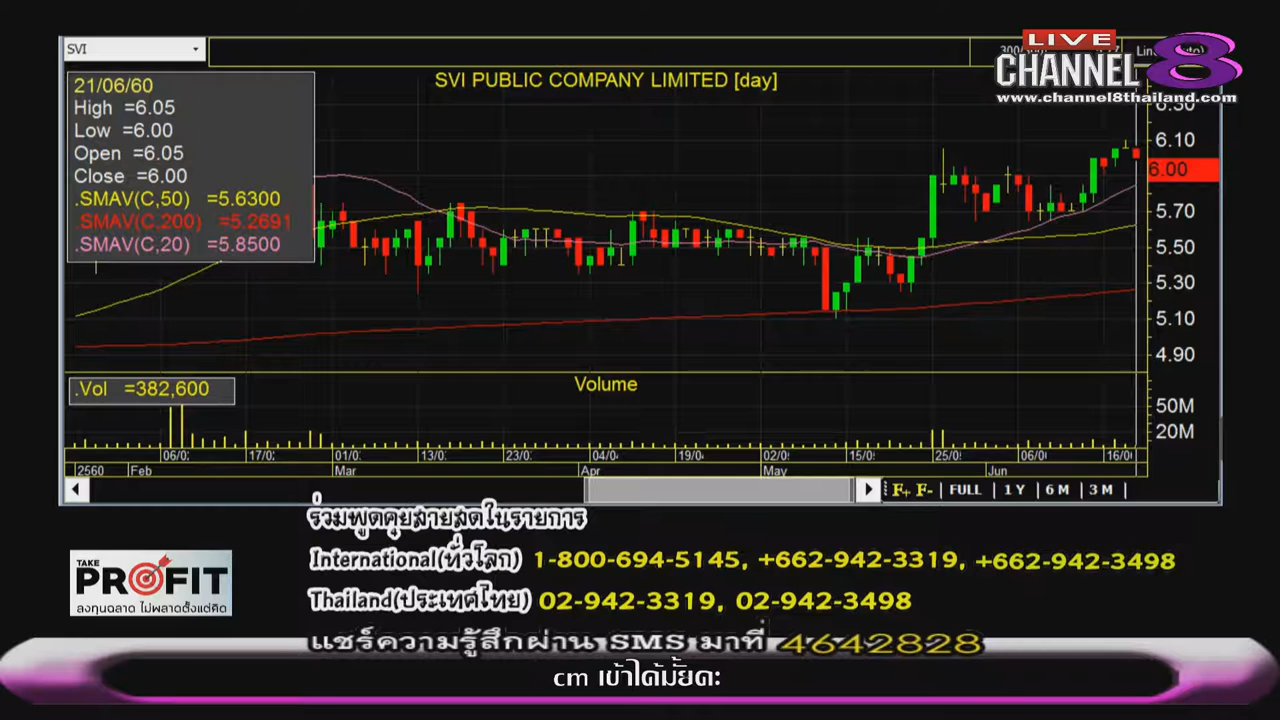 SVI
LIVE
CHANNEL 8
www.channel8thailand.com
SVI PUBLIC COMPANY LIMITED [day]
21/06/60
High =6.05
Low =6.00
Open =6.05
Close =6.00
.SMAV(C,50) =5.6300
.SMAV(C,200) =5.2691
.SMAV(C,20) =5.8500
6.30
6.10
6.00
5.70
5.50
5.30
5.10
4.90
.Vol =382,600
Volume
50M
20M
06/0 17/0 01/0 13/0 23/0 04/0 19/0 02/0 15/0 25/0 06/0 16/0
2560 Feb Mar Apr May Jun
F+ F- FULL 1 Y 6 M 3 M
ร่วมพูดคุยสายสดในรายการ
International(ทั่วโลก) 1-800-694-5145, +662-942-3319, +662-942-3498
TAKE
PROFIT
ลงทุนฉลาด ไม่พลาดตั้งแต่คิด
Thailand(ประเทศไทย) 02-942-3319, 02-942-3498
แชร์ความรู้สึกผ่าน SMS มาที่ 4642828
cm เข้าได้มั้ยคะ